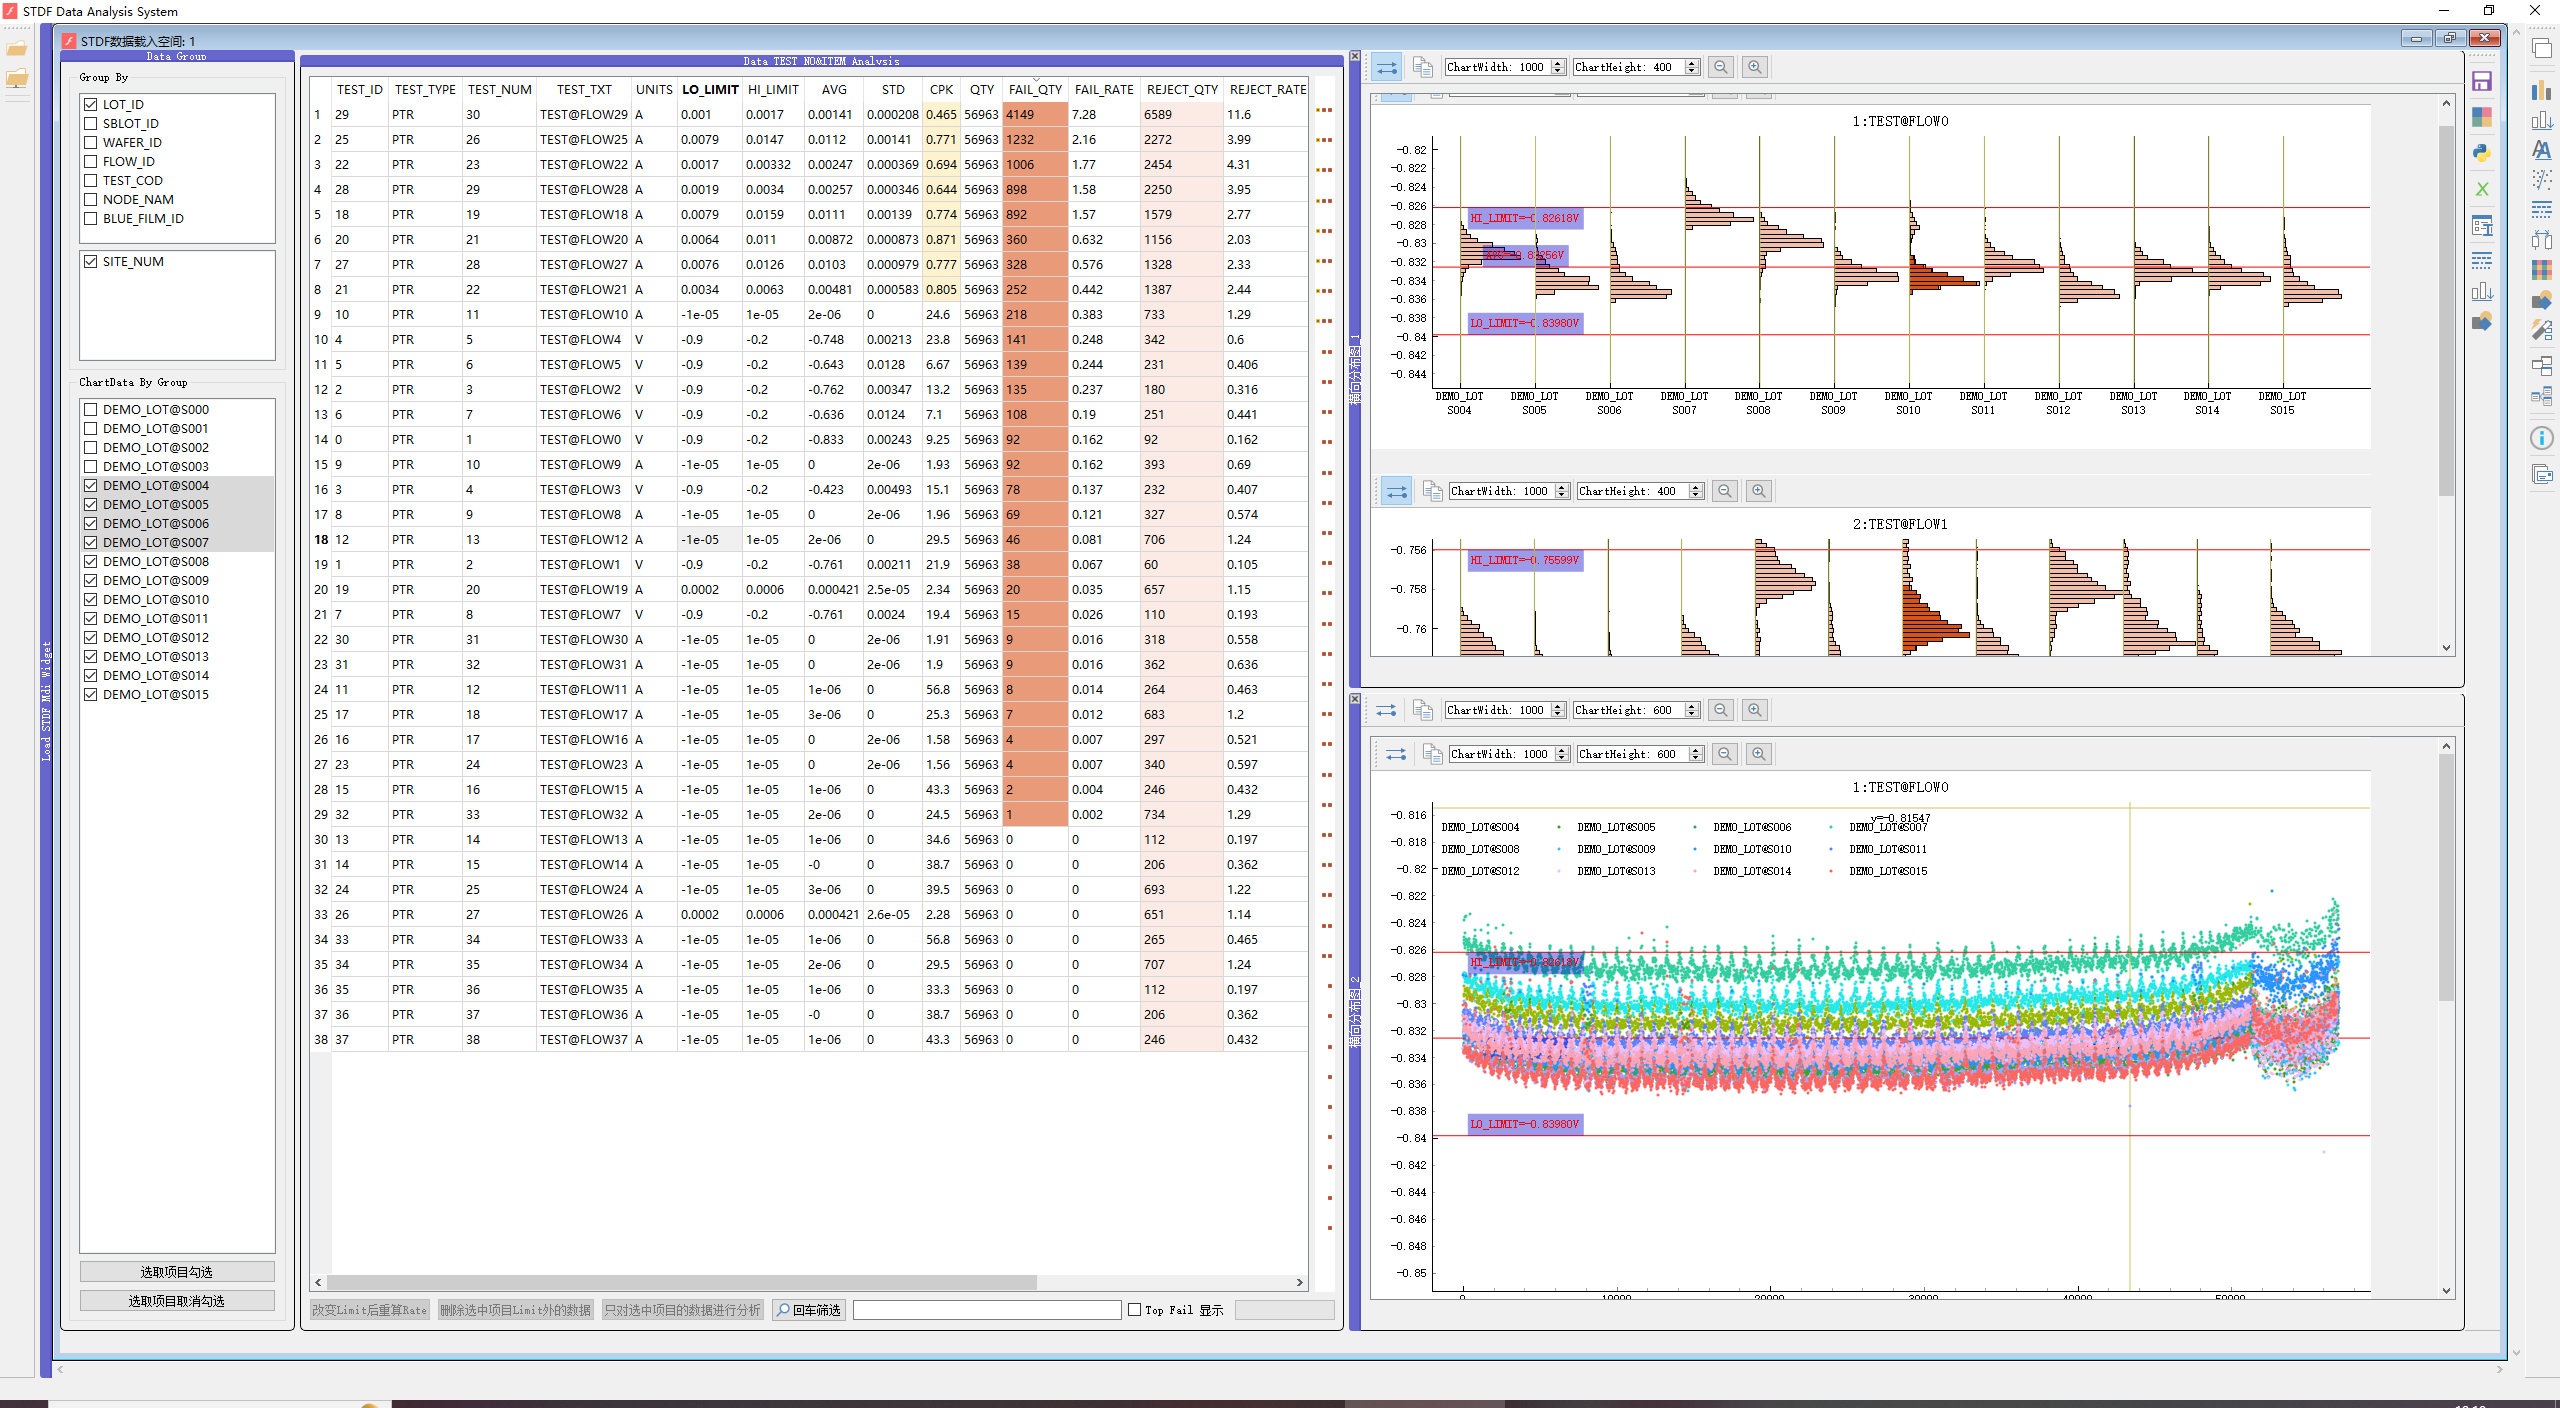 STDF Data Analysis System
STDF数据载入空间: 1
Data Group
Group By
LOT_ID
SBLOT_ID
WAFER_ID
FLOW_ID
TEST_COD
NODE_NAM
BLUE_FILM_ID
SITE_NUM
ChartData By Group
DEMO_LOT@S000
DEMO_LOT@S001
DEMO_LOT@S002
DEMO_LOT@S003
DEMO_LOT@S004
DEMO_LOT@S005
DEMO_LOT@S006
DEMO_LOT@S007
DEMO_LOT@S008
DEMO_LOT@S009
DEMO_LOT@S010
DEMO_LOT@S011
DEMO_LOT@S012
DEMO_LOT@S013
DEMO_LOT@S014
DEMO_LOT@S015
选取项目勾选
选取项目取消勾选
Load STDF Mdi Widget
Data TEST NO&ITEM Analysis
TEST_ID TEST_TYPE TEST_NUM TEST_TXT UNITS LO_LIMIT HI_LIMIT AVG STD CPK QTY FAIL_QTY FAIL_RATE REJECT_QTY REJECT_RATE
1 29 PTR 30 TEST@FLOW29 A 0.001 0.0017 0.00141 0.000208 0.465 56963 4149 7.28 6589 11.6
2 25 PTR 26 TEST@FLOW25 A 0.0079 0.0147 0.0112 0.00141 0.771 56963 1232 2.16 2272 3.99
3 22 PTR 23 TEST@FLOW22 A 0.0017 0.00332 0.00247 0.000369 0.694 56963 1006 1.77 2454 4.31
4 28 PTR 29 TEST@FLOW28 A 0.0019 0.0034 0.00257 0.000346 0.644 56963 898 1.58 2250 3.95
5 18 PTR 19 TEST@FLOW18 A 0.0079 0.0159 0.0111 0.00139 0.774 56963 892 1.57 1579 2.77
6 20 PTR 21 TEST@FLOW20 A 0.0064 0.011 0.00872 0.000873 0.871 56963 360 0.632 1156 2.03
7 27 PTR 28 TEST@FLOW27 A 0.0076 0.0126 0.0103 0.000979 0.777 56963 328 0.576 1328 2.33
8 21 PTR 22 TEST@FLOW21 A 0.0034 0.0063 0.00481 0.000583 0.805 56963 252 0.442 1387 2.44
9 10 PTR 11 TEST@FLOW10 A -1e-05 1e-05 2e-06 0 24.6 56963 218 0.383 733 1.29
10 4 PTR 5 TEST@FLOW4 V -0.9 -0.2 -0.748 0.00213 23.8 56963 141 0.248 342 0.6
11 5 PTR 6 TEST@FLOW5 V -0.9 -0.2 -0.643 0.0128 6.67 56963 139 0.244 231 0.406
12 2 PTR 3 TEST@FLOW2 V -0.9 -0.2 -0.762 0.00347 13.2 56963 135 0.237 180 0.316
13 6 PTR 7 TEST@FLOW6 V -0.9 -0.2 -0.636 0.0124 7.1 56963 108 0.19 251 0.441
14 0 PTR 1 TEST@FLOW0 V -0.9 -0.2 -0.833 0.00243 9.25 56963 92 0.162 92 0.162
15 9 PTR 10 TEST@FLOW9 A -1e-05 1e-05 0 2e-06 1.93 56963 92 0.162 393 0.69
16 3 PTR 4 TEST@FLOW3 V -0.9 -0.2 -0.423 0.00493 15.1 56963 78 0.137 232 0.407
17 8 PTR 9 TEST@FLOW8 A -1e-05 1e-05 0 2e-06 1.96 56963 69 0.121 327 0.574
18 12 PTR 13 TEST@FLOW12 A -1e-05 1e-05 2e-06 0 29.5 56963 46 0.081 706 1.24
19 1 PTR 2 TEST@FLOW1 V -0.9 -0.2 -0.761 0.00211 21.9 56963 38 0.067 60 0.105
20 19 PTR 20 TEST@FLOW19 A 0.0002 0.0006 0.000421 2.5e-05 2.34 56963 20 0.035 657 1.15
21 7 PTR 8 TEST@FLOW7 V -0.9 -0.2 -0.761 0.0024 19.4 56963 15 0.026 110 0.193
22 30 PTR 31 TEST@FLOW30 A -1e-05 1e-05 0 2e-06 1.91 56963 9 0.016 318 0.558
23 31 PTR 32 TEST@FLOW31 A -1e-05 1e-05 0 2e-06 1.9 56963 9 0.016 362 0.636
24 11 PTR 12 TEST@FLOW11 A -1e-05 1e-05 1e-06 0 56.8 56963 8 0.014 264 0.463
25 17 PTR 18 TEST@FLOW17 A -1e-05 1e-05 3e-06 0 25.3 56963 7 0.012 683 1.2
26 16 PTR 17 TEST@FLOW16 A -1e-05 1e-05 0 2e-06 1.58 56963 4 0.007 297 0.521
27 23 PTR 24 TEST@FLOW23 A -1e-05 1e-05 0 2e-06 1.56 56963 4 0.007 340 0.597
28 15 PTR 16 TEST@FLOW15 A -1e-05 1e-05 1e-06 0 43.3 56963 2 0.004 246 0.432
29 32 PTR 33 TEST@FLOW32 A -1e-05 1e-05 2e-06 0 24.5 56963 1 0.002 734 1.29
30 13 PTR 14 TEST@FLOW13 A -1e-05 1e-05 1e-06 0 34.6 56963 0 0 112 0.197
31 14 PTR 15 TEST@FLOW14 A -1e-05 1e-05 -0 0 38.7 56963 0 0 206 0.362
32 24 PTR 25 TEST@FLOW24 A -1e-05 1e-05 3e-06 0 39.5 56963 0 0 693 1.22
33 26 PTR 27 TEST@FLOW26 A 0.0002 0.0006 0.000421 2.6e-05 2.28 56963 0 0 651 1.14
34 33 PTR 34 TEST@FLOW33 A -1e-05 1e-05 1e-06 0 56.8 56963 0 0 265 0.465
35 34 PTR 35 TEST@FLOW34 A -1e-05 1e-05 2e-06 0 29.5 56963 0 0 707 1.24
36 35 PTR 36 TEST@FLOW35 A -1e-05 1e-05 1e-06 0 33.3 56963 0 0 112 0.197
37 36 PTR 37 TEST@FLOW36 A -1e-05 1e-05 -0 0 38.7 56963 0 0 206 0.362
38 37 PTR 38 TEST@FLOW37 A -1e-05 1e-05 1e-06 0 43.3 56963 0 0 246 0.432
改变Limit后重算Rate 删除选中项目Limit外的数据 只对选中项目的数据进行分析 回车筛选 Top Fail 显示
横向分布图_1
ChartWidth: 1000 ChartHeight: 400
1:TEST@FLOW0
-0.82
-0.822
-0.824
-0.826
-0.828
-0.83
-0.832
-0.834
-0.836
-0.838
-0.84
-0.842
-0.844
HI_LIMIT=-0.82618V
LO_LIMIT=-0.83980V
DEMO_LOT DEMO_LOT DEMO_LOT DEMO_LOT DEMO_LOT DEMO_LOT DEMO_LOT DEMO_LOT DEMO_LOT DEMO_LOT DEMO_LOT DEMO_LOT
S004 S005 S006 S007 S008 S009 S010 S011 S012 S013 S014 S015
ChartWidth: 1000 ChartHeight: 400
2:TEST@FLOW1
-0.756
-0.758
-0.76
HI_LIMIT=-0.75599V
横向分布图_2
ChartWidth: 1000 ChartHeight: 600
ChartWidth: 1000 ChartHeight: 600
1:TEST@FLOW0
y=-0.81547
DEMO_LOT@S004 DEMO_LOT@S005 DEMO_LOT@S006 DEMO_LOT@S007
DEMO_LOT@S008 DEMO_LOT@S009 DEMO_LOT@S010 DEMO_LOT@S011
DEMO_LOT@S012 DEMO_LOT@S013 DEMO_LOT@S014 DEMO_LOT@S015
-0.816
-0.818
-0.82
-0.822
-0.824
-0.826
-0.828
-0.83
-0.832
-0.834
-0.836
-0.838
-0.84
-0.842
-0.844
-0.846
-0.848
-0.85
HI_LIMIT=-0.82618V
LO_LIMIT=-0.83980V
0 10000 20000 30000 40000 50000